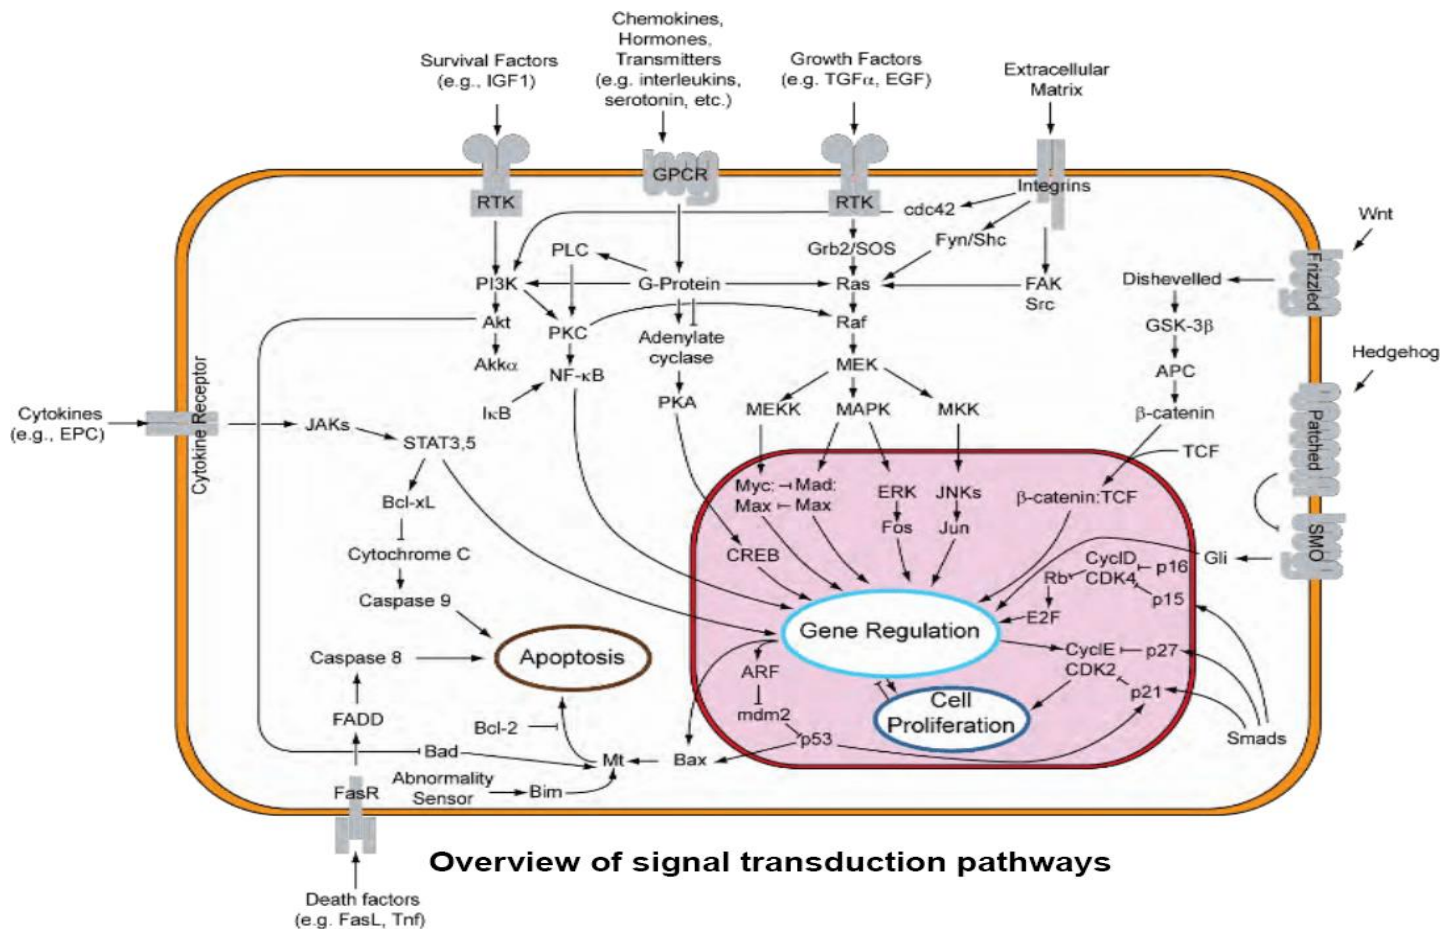 Chemokines,
Hormones,
Transmitters
(e.g. interleukins,
serotonin, etc.)
Survival Factors
(e.g., IGF1)
Growth Factors
(e.g. TGFα, EGF)
Extracellular
Matrix
GPCR
RTK
RTK
Integrins
cdc42
Wnt
Grb2/SOS
Fyn/Shc
PLC
Frizzled
PI3K
G-Protein
Ras
FAK
Src
Dishevelled
Akt
PKC
Adenylate
cyclase
Raf
GSK-3β
Hedgehog
Akkα
NF-κB
MEK
APC
IκB
PKA
MEKK
MAPK
MKK
β-catenin
Cytokines
(e.g., EPC)
Cytokine Receptor
JAKs
STAT3,5
TCF
Patched
Myc: Mad:
Max Max
ERK
JNKs
β-catenin:TCF
Bcl-xL
Fos
Jun
Cytochrome C
CREB
CyclD
CDK4
p16
Gli
SMO
Rb
p15
Caspase 9
E2F
Gene Regulation
Caspase 8
Apoptosis
CyclE
CDK2
p27
ARF
p21
FADD
mdm2
Cell
Proliferation
Bcl-2
p53
Smads
Bad
Mt
Bax
Abnormality
Sensor
Bim
FasR
Overview of signal transduction pathways
Death factors
(e.g. FasL, Tnf)